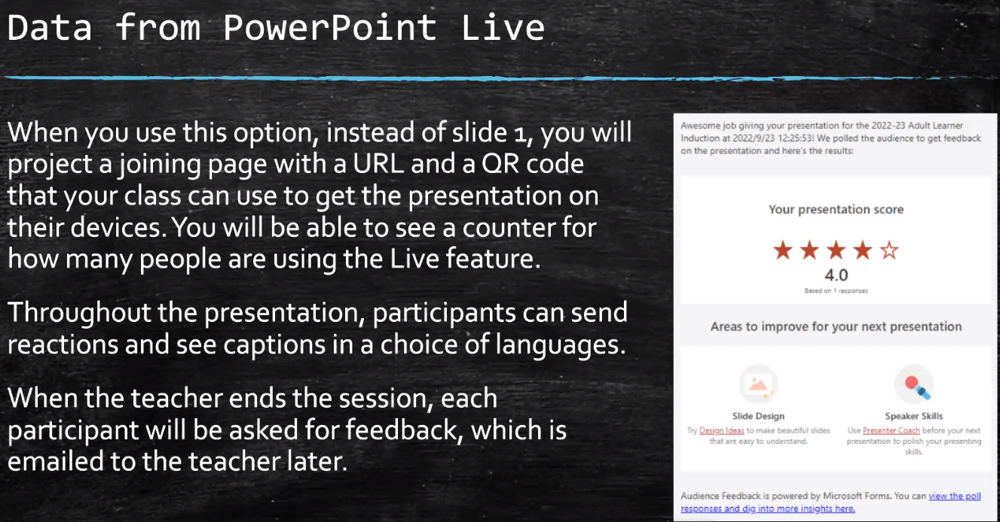 Data from PowerPoint Live
When you use this option, instead of slide 1, you will
project a joining page with a URL and a QR code
that your class can use to get the presentation on
their devices. You will be able to see a counter for
how many people are using the Live feature.
Throughout the presentation, participants can send
reactions and see captions in a choice of languages.
When the teacher ends the session, each
participant will be asked for feedback, which is
emailed to the teacher later.
Awesome job giving your presentation for the 2022-23 Adult Learner
Induction at 2022/9/23 12:25:53! We polled the audience to get feedback
on the presentation and here's the results:
Your presentation score
4.0
Based on 1 responses
Areas to improve for your next presentation
Slide Design
Try Design Ideas to make beautiful slides
that are easy to understand.
Speaker Skills
Use Presenter Coach before your next
presentation to polish your presenting
skills.
Audience Feedback is powered by Microsoft Forms. You can view the poll
responses and dig into more insights here.